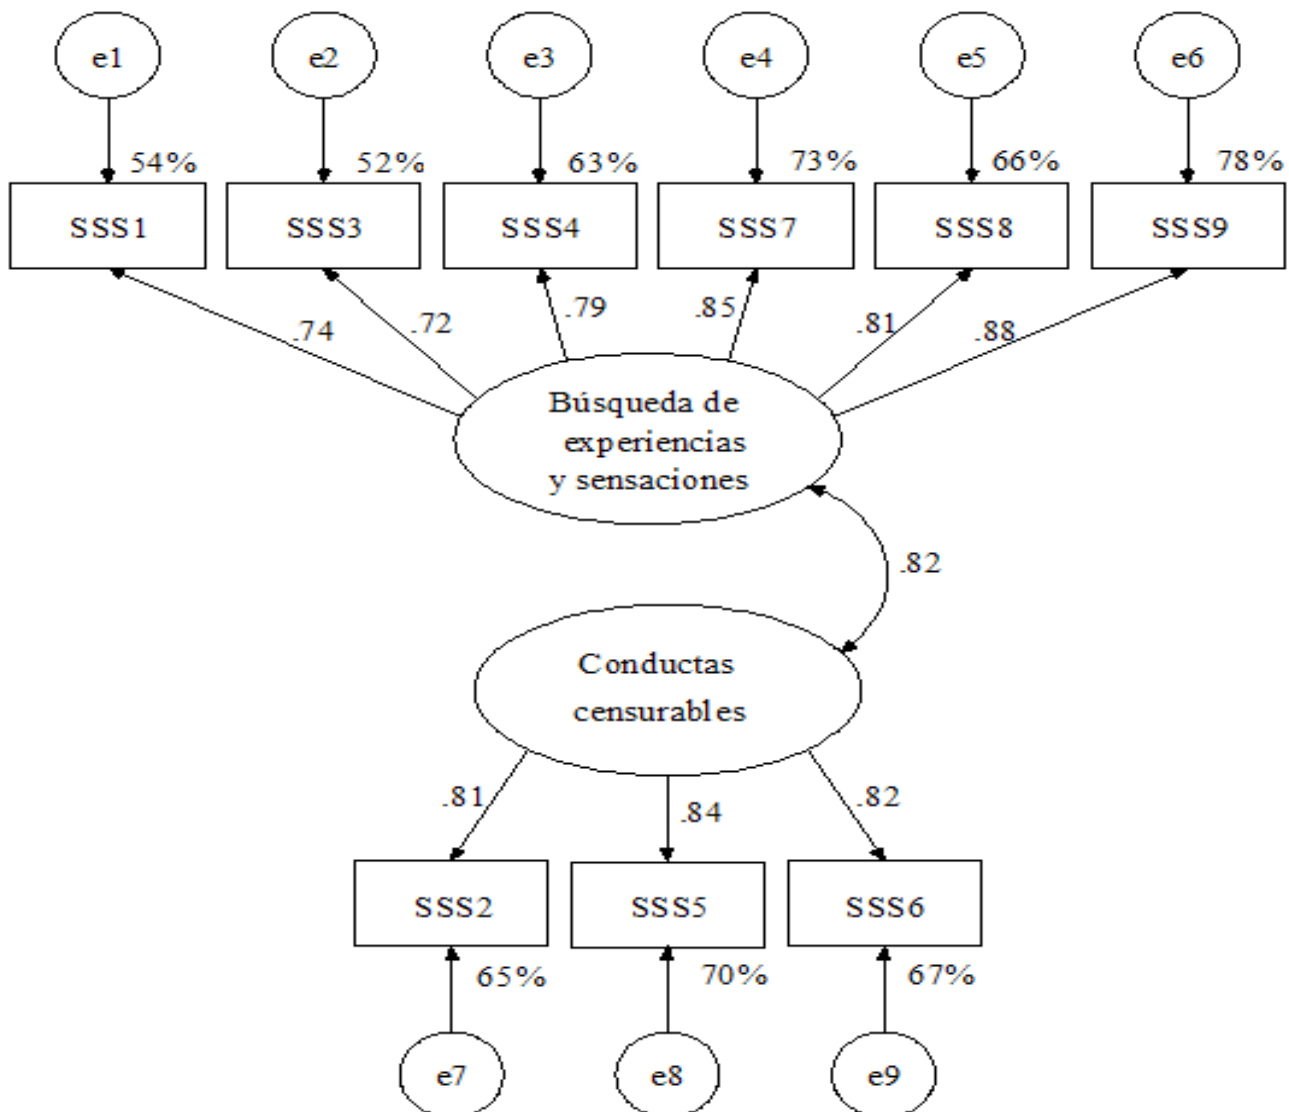 e1 e2 e3 e4 e5 e6
54% 52% 63% 73% 66% 78%
SSS1 SSS3 SSS4 SSS7 SSS8 SSS9
.74 .72 .79 .85 .81 .88
Búsqueda de
experiencias
y sensaciones
.82
Conductas
censurables
.81 .84 .82
SSS2 SSS5 SSS6
65% 70% 67%
e7 e8 e9